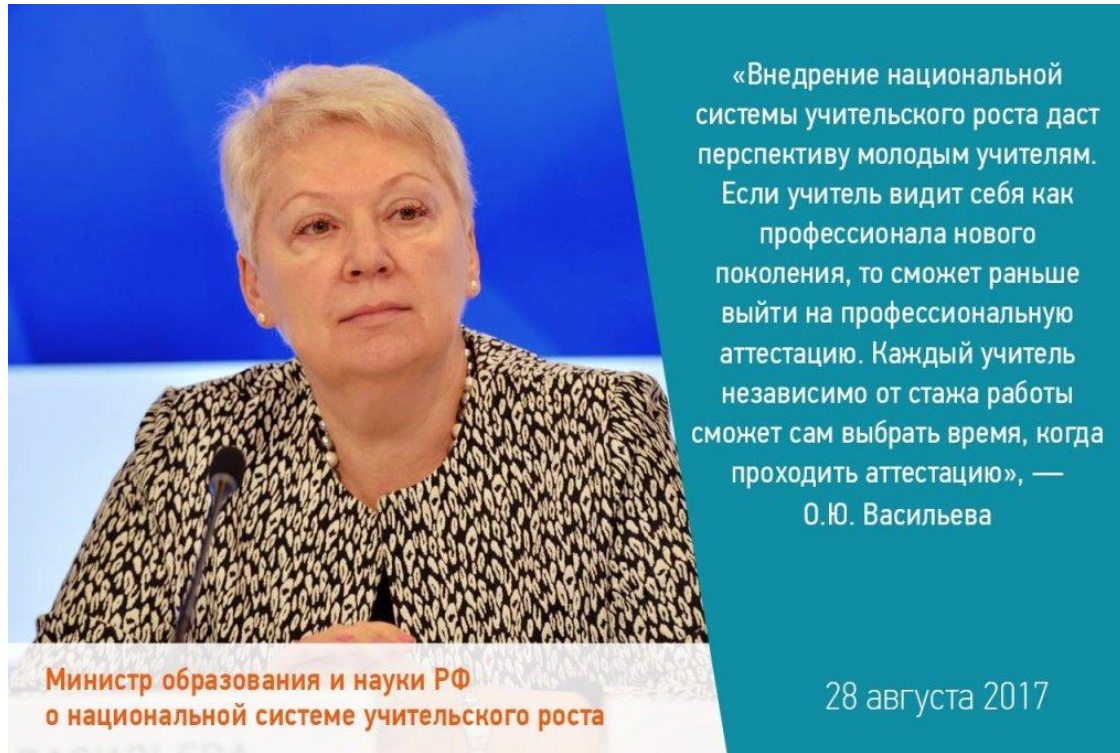 «Внедрение национальной
системы учительского роста даст
перспективу молодым учителям.
Если учитель видит себя как
профессионала нового
поколения, то сможет раньше
выйти на профессиональную
аттестацию. Каждый учитель
независимо от стажа работы
сможет сам выбрать время, когда
проходить аттестацию», —
О.Ю. Васильева
Министр образования и науки РФ
о национальной системе учительского роста
28 августа 2017